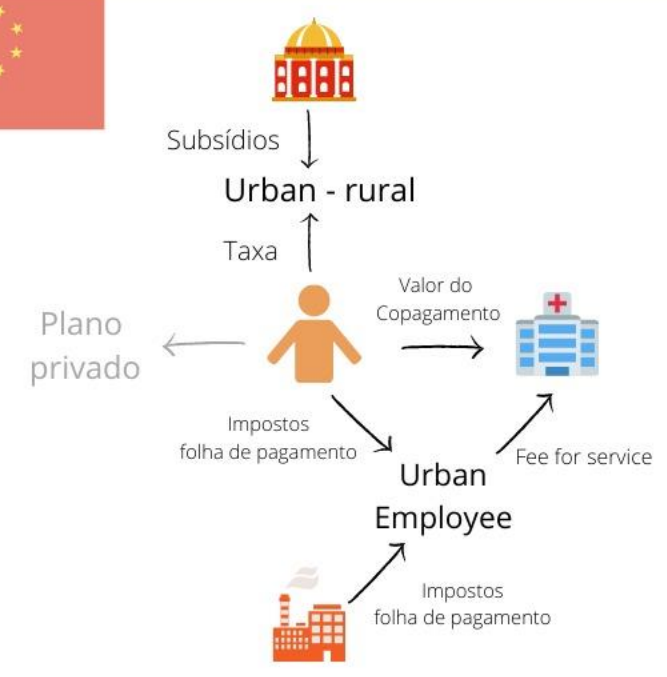 Subsídios
Urban - rural
Taxa
Valor do
Copagamento
Plano
privado
Impostos
folha de pagamento
Urban
Employee
Fee for service
Impostos
folha de pagamento